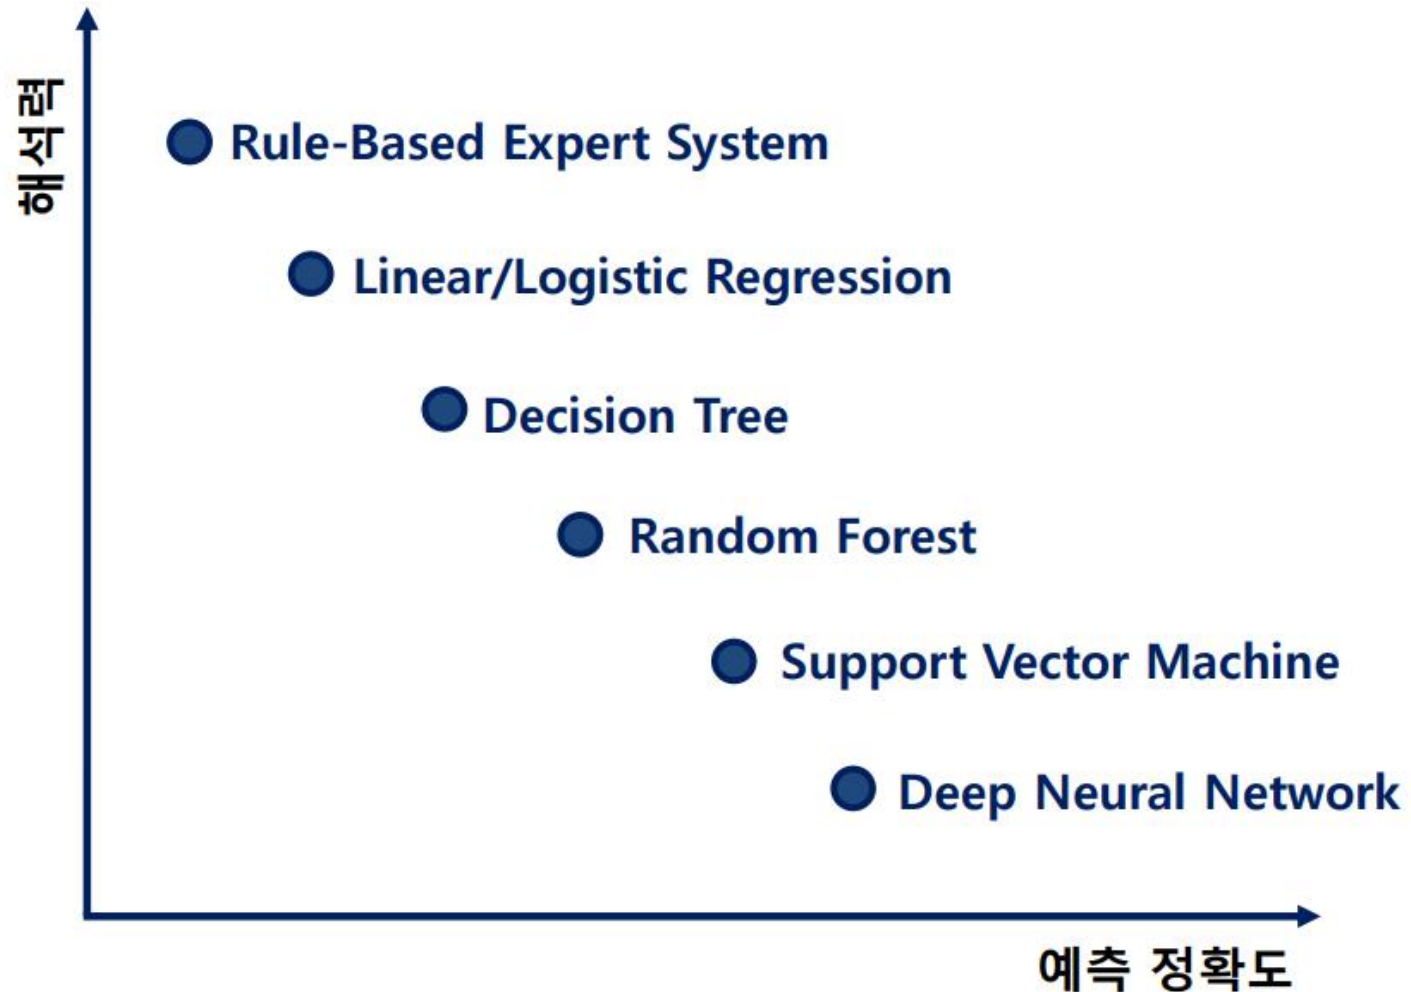 해석력
Rule-Based Expert System
Linear/Logistic Regression
Decision Tree
Random Forest
Support Vector Machine
Deep Neural Network
예측 정확도